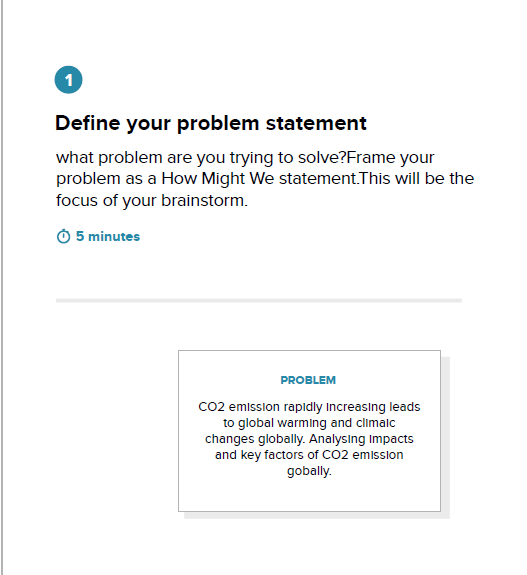 1
Define your problem statement
what problem are you trying to solve?Frame your
problem as a How Might We statement.This will be the
focus of your brainstorm.
5 minutes
PROBLEM
CO2 emission rapidly increasing leads
to global warming and climaic
changes globally. Analysing impacts
and key factors of CO2 emission
gobally.